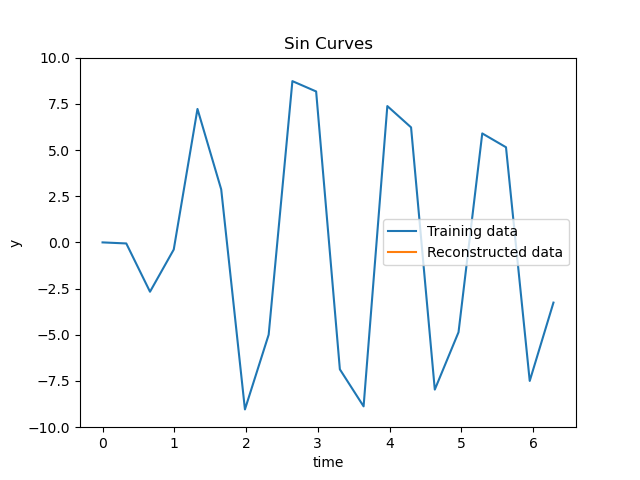 Sin Curves
10.0
7.5
5.0
2.5
0.0
−2.5
−5.0
−7.5
−10.0
y
Training data
Reconstructed data
0 1 2 3 4 5 6
time